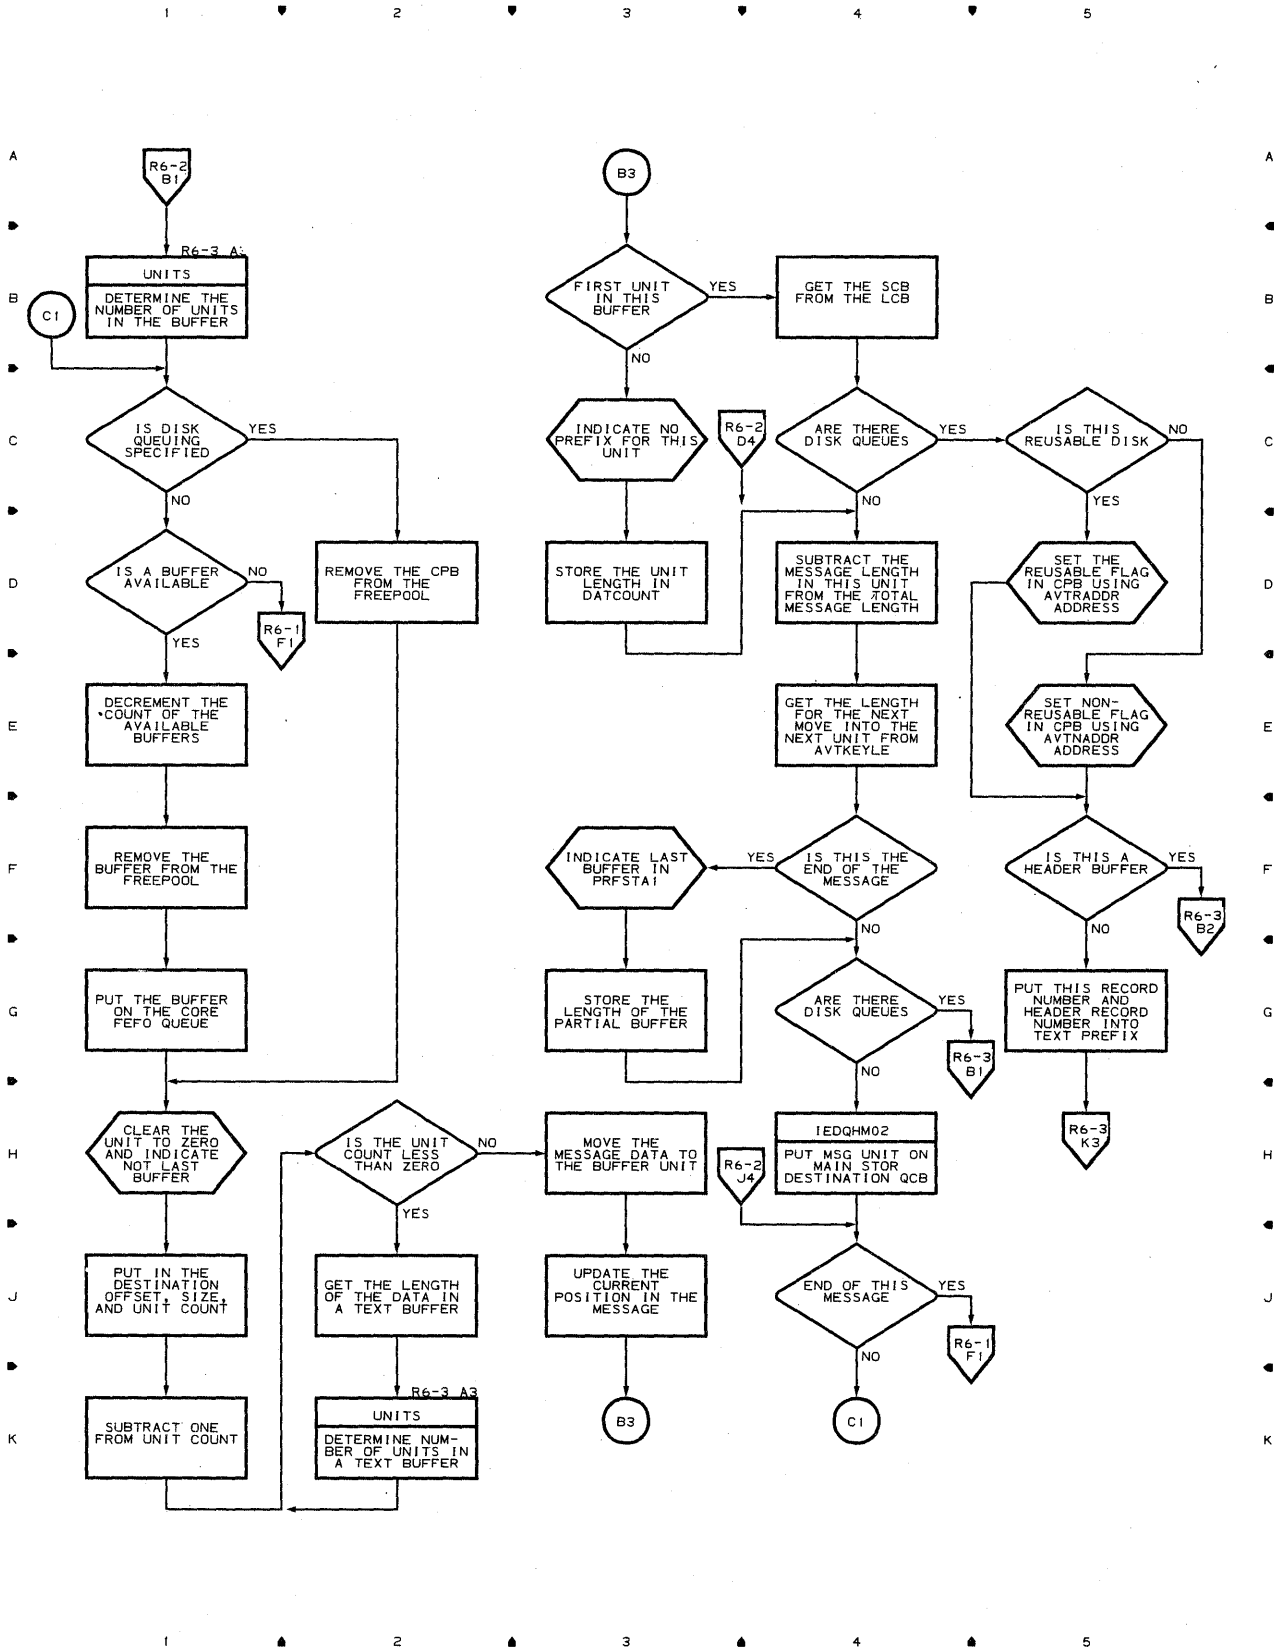 1 2 3 4 5
A
R6-2
B1
B3
A
R6-3 A
UNITS
DETERMINE THE
NUMBER OF UNITS
IN THE BUFFER
B
C1
FIRST UNIT
IN THIS
BUFFER
YES
NO
GET THE SCB
FROM THE LCB
B
C
IS DISK
QUEUING
SPECIFIED
YES
NO
INDICATE NO
PREFIX FOR THIS
UNIT
R6-2
D4
ARE THERE
DISK QUEUES
YES
NO
IS THIS
REUSABLE DISK
NO
YES
C
D
IS A BUFFER
AVAILABLE
NO
YES
R6-1
F1
REMOVE THE CPB
FROM THE
FREEPOOL
STORE THE UNIT
LENGTH IN
DATCOUNT
SUBTRACT THE
MESSAGE LENGTH
IN THIS UNIT
FROM THE TOTAL
MESSAGE LENGTH
SET THE
REUSABLE FLAG
IN CPB USING
AVTRADDR
ADDRESS
D
E
DECREMENT THE
COUNT OF THE
AVAILABLE
BUFFERS
GET THE LENGTH
FOR THE NEXT
MOVE INTO THE
NEXT UNIT FROM
AVTKEYLE
SET NON-
REUSABLE FLAG
IN CPB USING
AVTNADDR
ADDRESS
E
F
REMOVE THE
BUFFER FROM THE
FREEPOOL
INDICATE LAST
BUFFER IN
PRFSTA1
YES
IS THIS THE
END OF THE
MESSAGE
NO
IS THIS A
HEADER BUFFER
YES
NO
R6-3
B2
F
G
PUT THE BUFFER
ON THE CORE
FEFO QUEUE
STORE THE
LENGTH OF THE
PARTIAL BUFFER
ARE THERE
DISK QUEUES
YES
NO
R6-3
B1
PUT THIS RECORD
NUMBER AND
HEADER RECORD
NUMBER INTO
TEXT PREFIX
G
H
CLEAR THE
UNIT TO ZERO
AND INDICATE
NOT LAST
BUFFER
IS THE UNIT
COUNT LESS
THAN ZERO
NO
YES
MOVE THE
MESSAGE DATA TO
THE BUFFER UNIT
R6-2
J4
IEDQHM02
PUT MSG UNIT ON
MAIN STOR
DESTINATION QCB
R6-3
K3
H
J
PUT IN THE
DESTINATION
OFFSET, SIZE,
AND UNIT COUNT
GET THE LENGTH
OF THE DATA IN
A TEXT BUFFER
UPDATE THE
CURRENT
POSITION IN THE
MESSAGE
END OF THIS
MESSAGE
YES
NO
R6-1
F1
J
K
SUBTRACT ONE
FROM UNIT COUNT
R6-3 A3
UNITS
DETERMINE NUM-
BER OF UNITS IN
A TEXT BUFFER
B3
C1
K
1 2 3 4 5